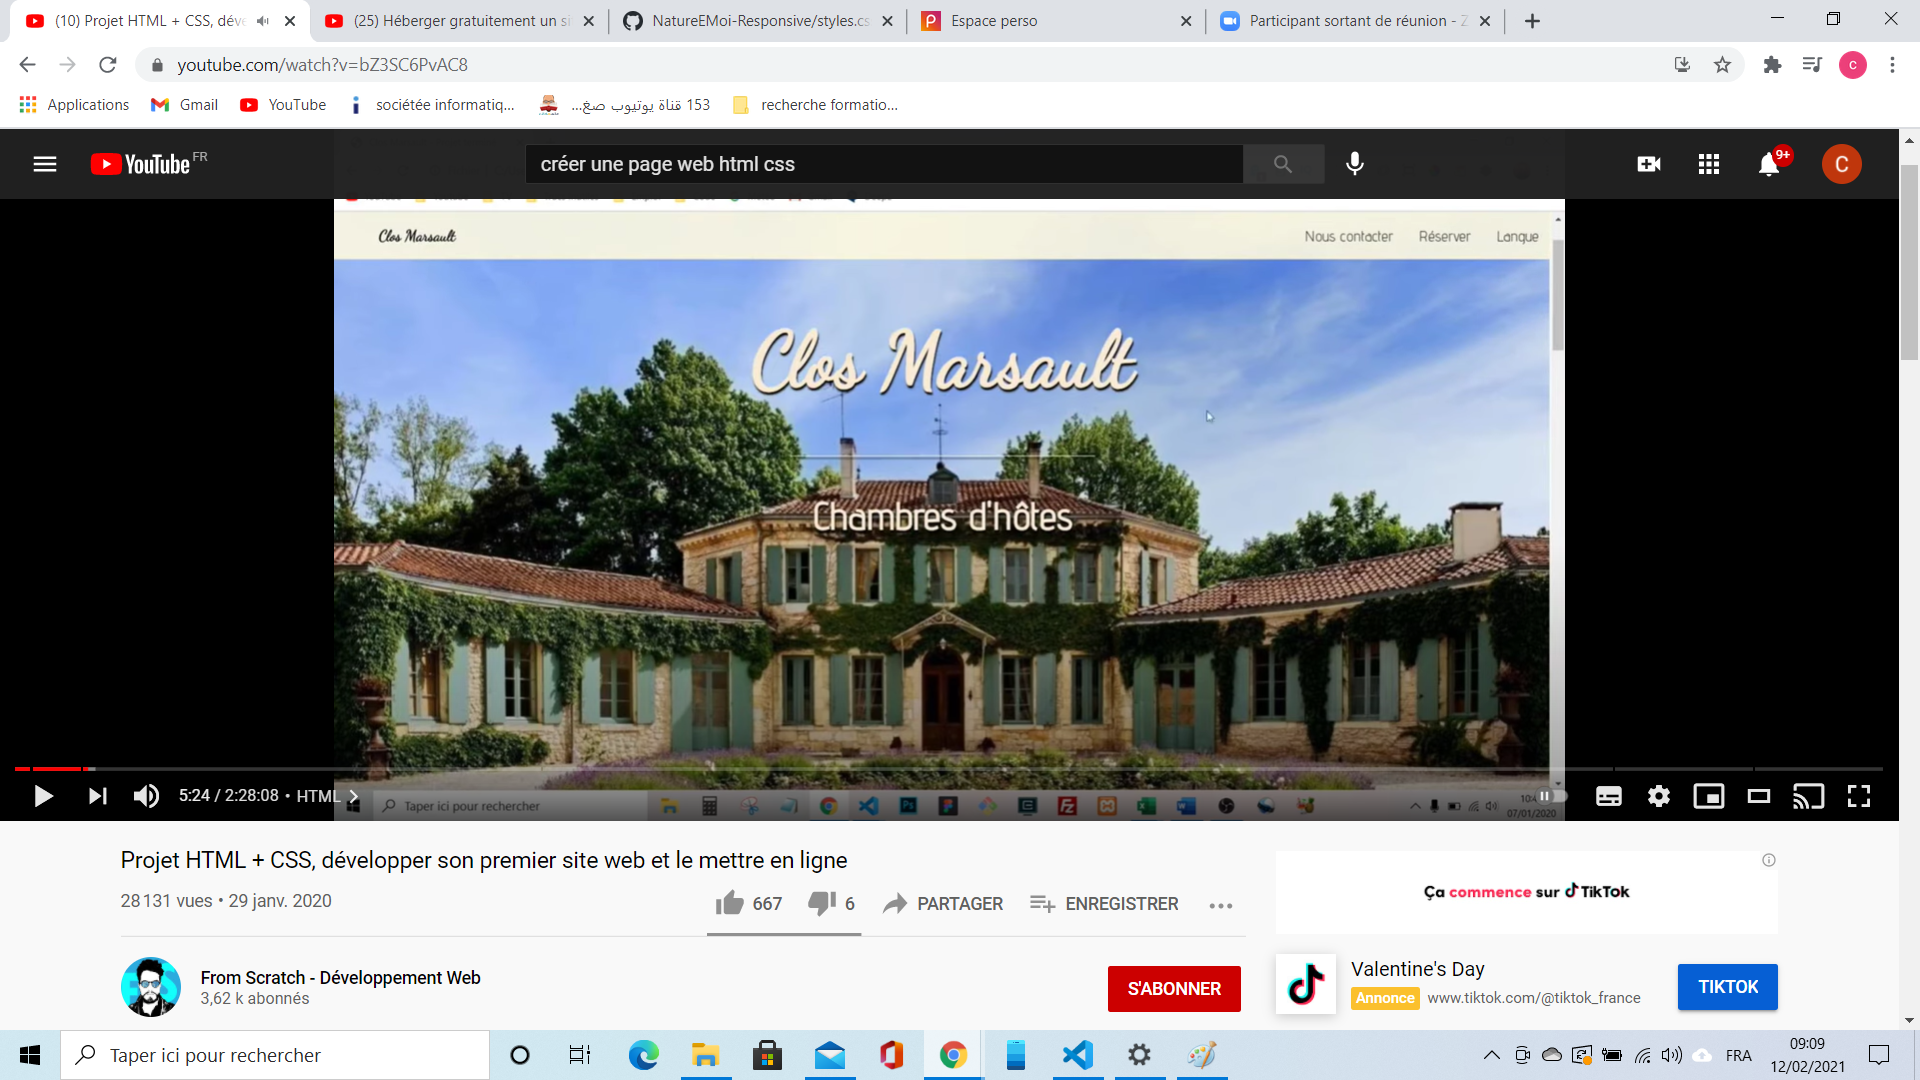 (10) Projet HTML + CSS, déve
(25) Héberger gratuitement un si
NatureEMoi-Responsive/styles.cs
Espace perso
Participant sortant de réunion - Z
youtube.com/watch?v=bZ3SC6PvAC8
C
Applications
Gmail
YouTube
sociétée informatiq...
153 قناة يوتيوب صغ...
recherche formatio...
YouTube FR
créer une page web html css
9+
C
Clos Marsault
Nous contacter
Réserver
Langue
Clos Marsault
Chambres d'hôtes
5:24 / 2:28:08 • HTML
Taper ici pour rechercher
07/01/2020
Projet HTML + CSS, développer son premier site web et le mettre en ligne
28 131 vues • 29 janv. 2020
667
6
PARTAGER
ENREGISTRER
From Scratch - Développement Web
3,62 k abonnés
S'ABONNER
Ça commence sur TikTok
Valentine's Day
Annonce www.tiktok.com/@tiktok_france
TIKTOK
Taper ici pour rechercher
FRA
09:09
12/02/2021